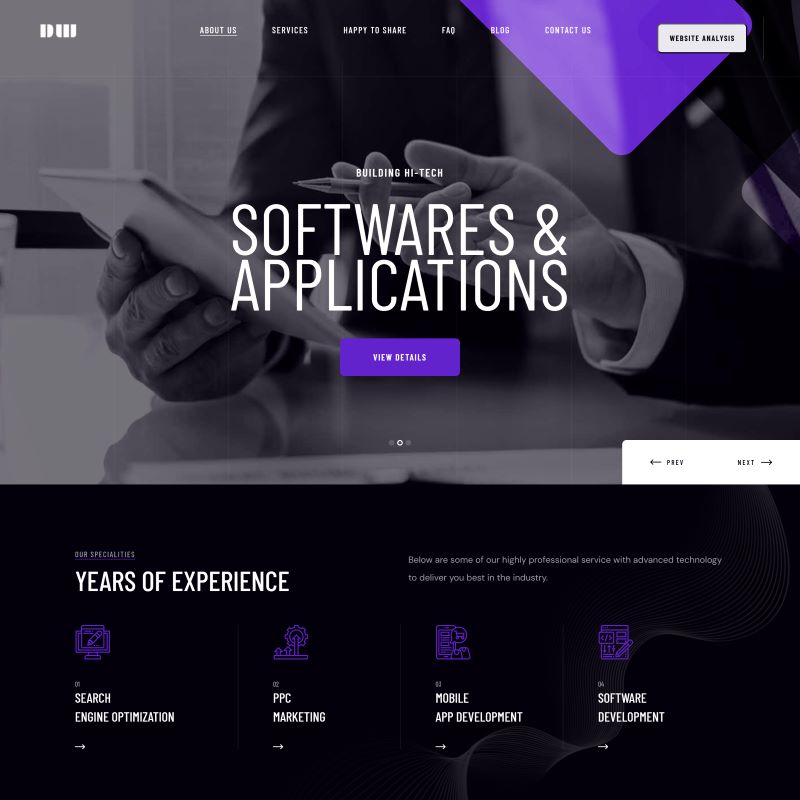 DW
ABOUT US
SERVICES
HAPPY TO SHARE
FAQ
BLOG
CONTACT US
WEBSITE ANALYSIS
BUILDING HI-TECH
SOFTWARES &
APPLICATIONS
VIEW DETAILS
PREV
NEXT
OUR SPECIALITIES
YEARS OF EXPERIENCE
Below are some of our highly professional service with advanced technology
to deliver you best in the industry.
01
SEARCH
ENGINE OPTIMIZATION
02
PPC
MARKETING
03
MOBILE
APP DEVELOPMENT
04
SOFTWARE
DEVELOPMENT